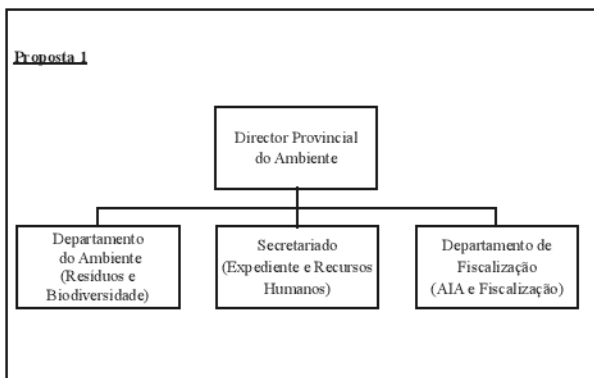 Proposta 1
Director Provincial
do Ambiente
Departamento
do Ambiente
(Resíduos e
Biodiversidade)
Secretariado
(Expediente e Recursos
Humanos)
Departamento de
Fiscalização
(AIA e Fiscalização)